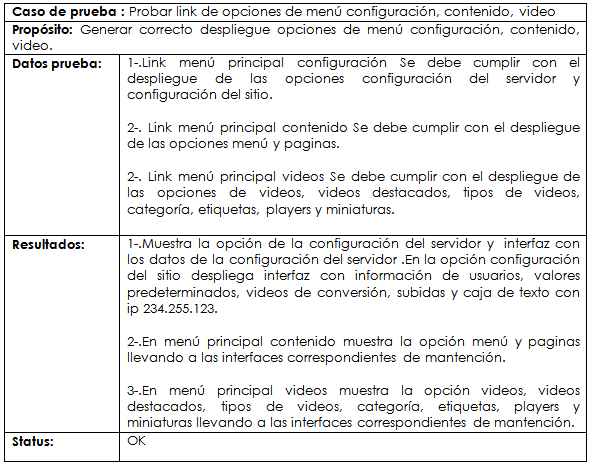 Caso de prueba : Probar link de opciones de menú configuración, contenido, video
Propósito: Generar correcto despliegue opciones de menú configuración, contenido,
video.
Datos prueba:
1-.Link menú principal configuración Se debe cumplir con el
despliegue de las opciones configuración del servidor y
configuración del sitio.
2-. Link menú principal contenido Se debe cumplir con el despliegue
de las opciones menú y paginas.
2-. Link menú principal videos Se debe cumplir con el despliegue de
las opciones de videos, videos destacados, tipos de videos,
categoría, etiquetas, players y miniaturas.
Resultados:
1-.Muestra la opción de la configuración del servidor y interfaz con
los datos de la configuración del servidor .En la opción configuración
del sitio despliega interfaz con información de usuarios, valores
predeterminados, videos de conversión, subidas y caja de texto con
ip 234.255.123.
2-.En menú principal contenido muestra la opción menú y paginas
llevando a las interfaces correspondientes de mantención.
3-.En menú principal videos muestra la opción videos, videos
destacados, tipos de videos, categoría, etiquetas, players y
miniaturas llevando a las interfaces correspondientes de mantención.
Status:
OK